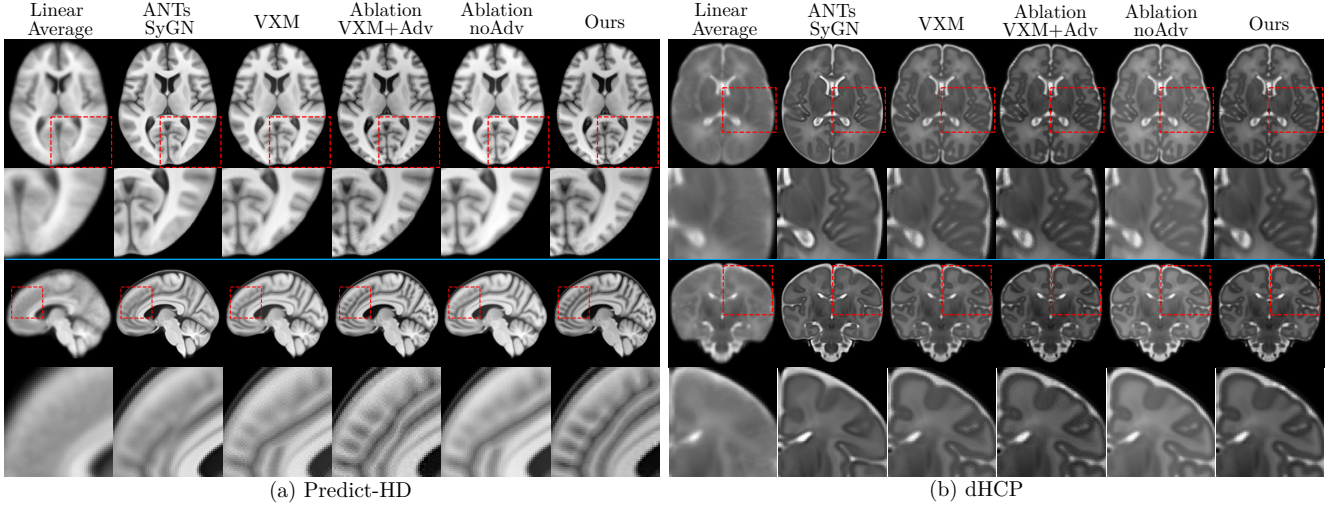 Linear
Average
ANTs
SyGN
VXM
Ablation
VXM+Adv
Ablation
noAdv
Ours
Linear
Average
ANTs
SyGN
VXM
Ablation
VXM+Adv
Ablation
noAdv
Ours
(a) Predict-HD
(b) dHCP